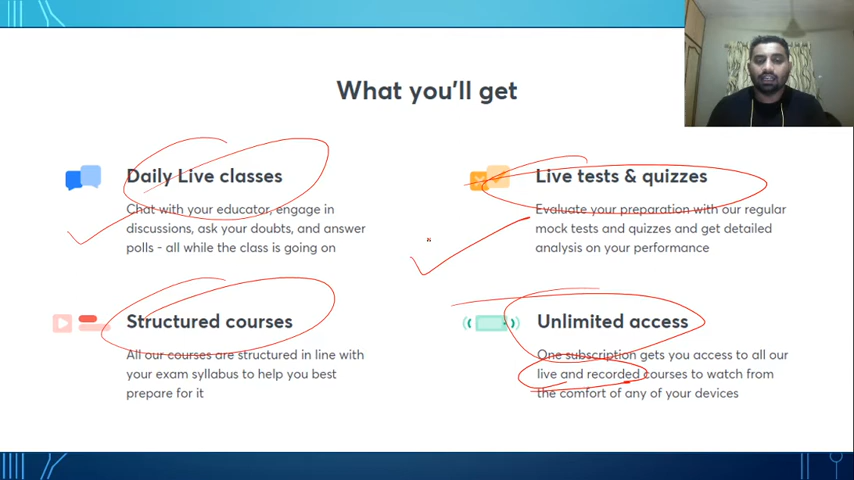 What you'll get
Daily Live classes
Chat with your educator, engage in
discussions, ask your doubts, and answer
polls - all while the class is going on
Live tests & quizzes
Evaluate your preparation with our regular
mock tests and quizzes and get detailed
analysis on your performance
Structured courses
All our courses are structured in line with
your exam syllabus to help you best
prepare for it
Unlimited access
One subscription gets you access to all our
live and recorded courses to watch from
the comfort of any of your devices